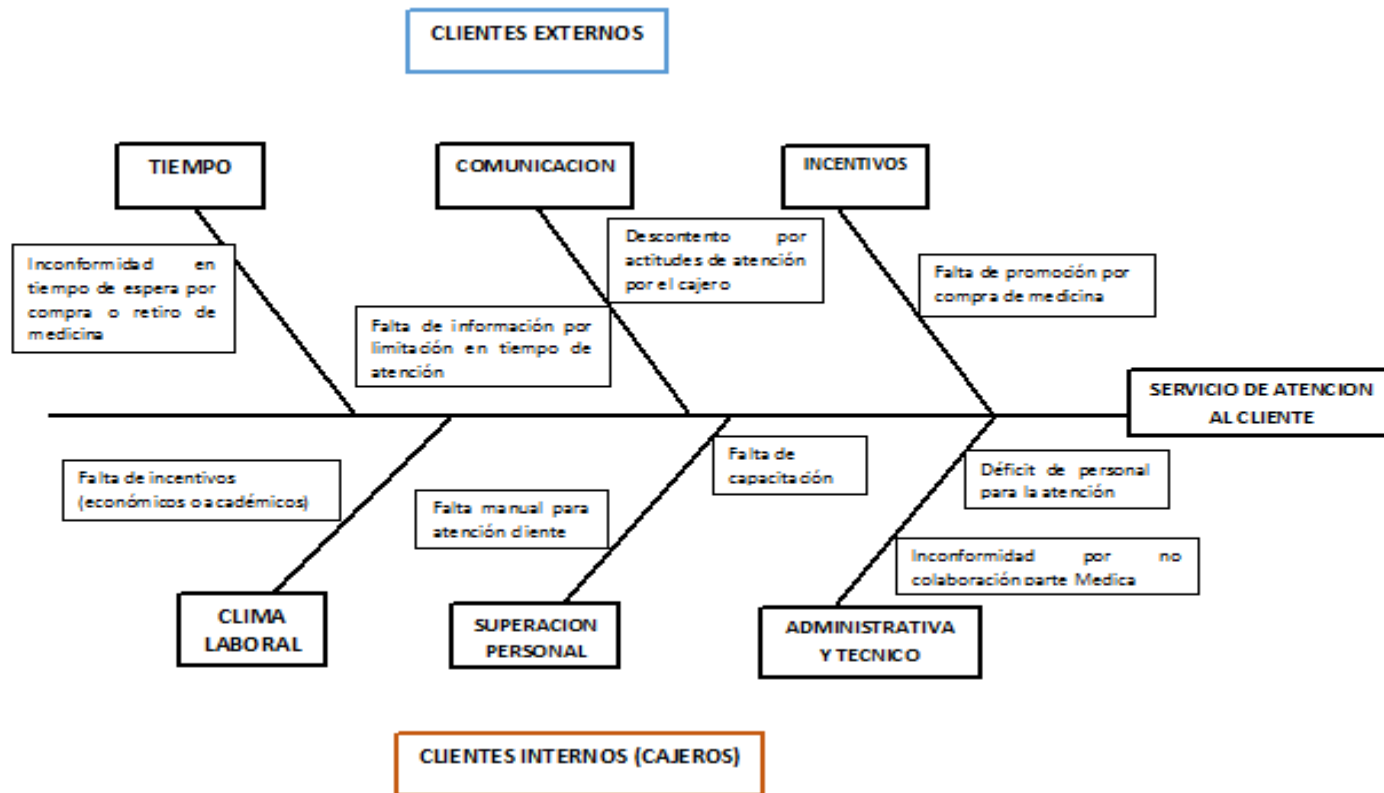 CLIENTES EXTERNOS
TIEMPO
COMUNICACION
INCENTIVOS
Inconformidad en
tiempo de espera por
compra o retiro de
medicina
Falta de información por
limitación en tiempo de
atención
Descontento por
actitudes de atención
por el cajero
Falta de promoción por
compra de medicina
SERVICIO DE ATENCION
AL CLIENTE
Falta de incentivos
(económicos o académicos)
Falta manual para
atención cliente
Falta de
capacitación
Déficit de personal
para la atención
Inconformidad por no
colaboración parte Medica
CLIMA
LABORAL
SUPERACION
PERSONAL
ADMINISTRATIVA
Y TECNICO
CLIENTES INTERNOS (CAJEROS)